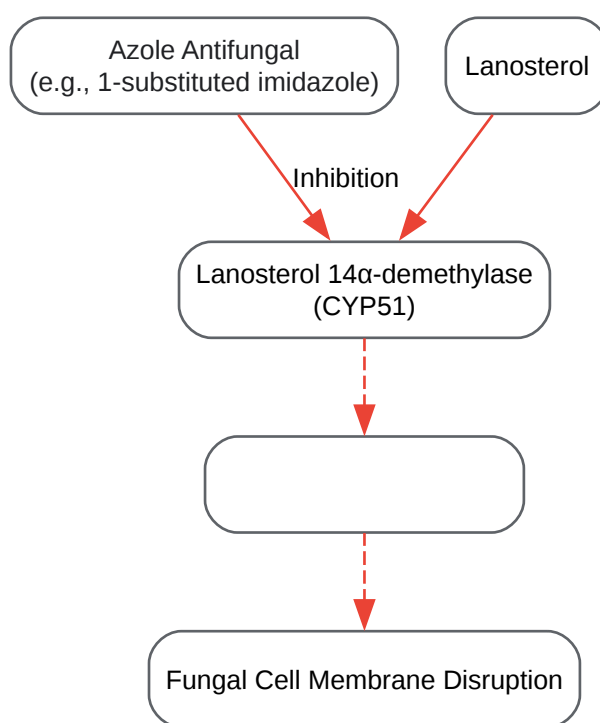 Azole Antifungal
(e.g., 1-substituted imidazole)
Lanosterol
Inhibition
Lanosterol 14α-demethylase
(CYP51)
Fungal Cell Membrane Disruption